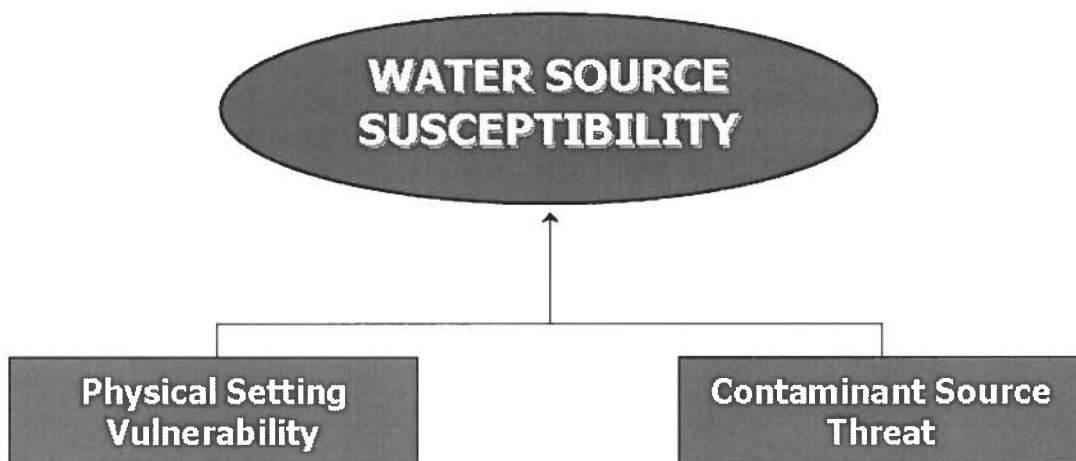 WATER SOURCE
SUSCEPTIBILITY
Physical Setting
Vulnerability
Contaminant Source
Threat